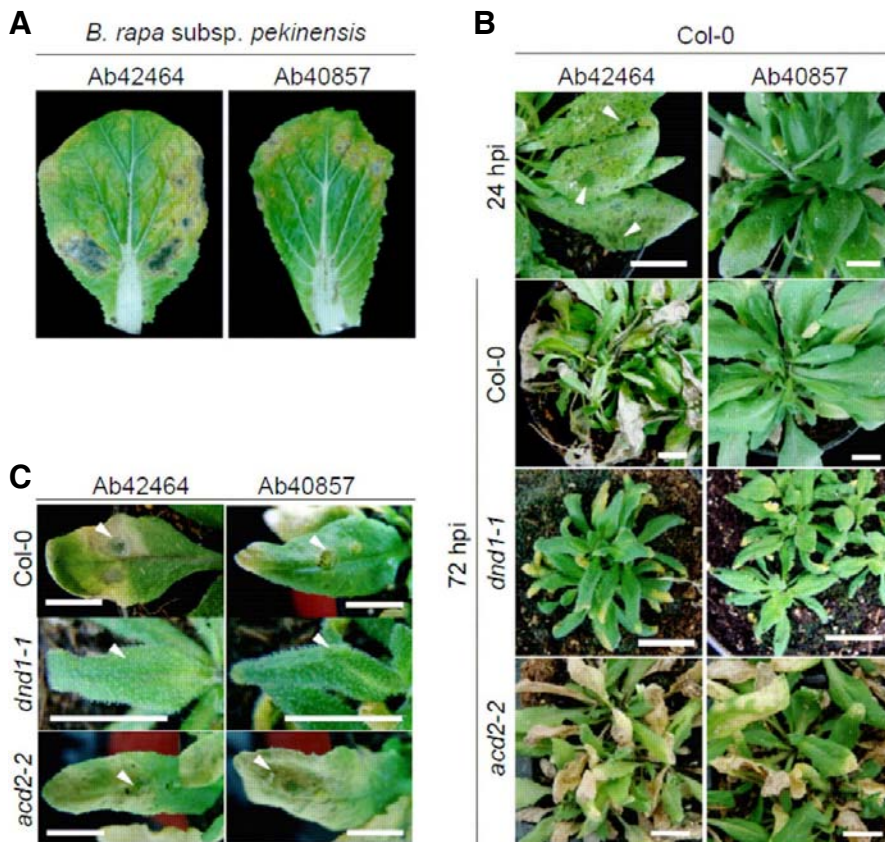 A
B. rapa subsp. pekinensis
Ab42464 Ab40857
B
Col-0
Ab42464 Ab40857
24 hpi
72 hpi
Col-0
dnd1-1
acd2-2
C
Ab42464 Ab40857
Col-0
dnd1-1
acd2-2